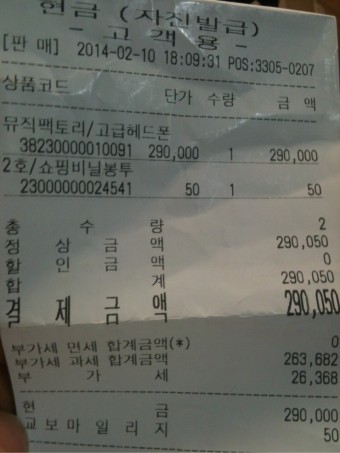 현금 (자진발급)
- 고 객 용 -
[판 매] 2014-02-10 18:09:31 POS:3305-0207
상품코드 단가 수량 금 액
뮤직팩토리/고급헤드폰
38230000010091 290,000 1 290,000
2호/쇼핑비닐봉투
23000000024541 50 1 50
총 수 량 2
정 상 금 액 290,050
할 인 금 액 0
합 계 290,050
결 제 금 액 290,050
부가세 면세 합계금액(*) 0
부가세 과세 합계금액 263,682
부 가 세 26,368
현 금 290,000
교 보 마 일 리 지 50